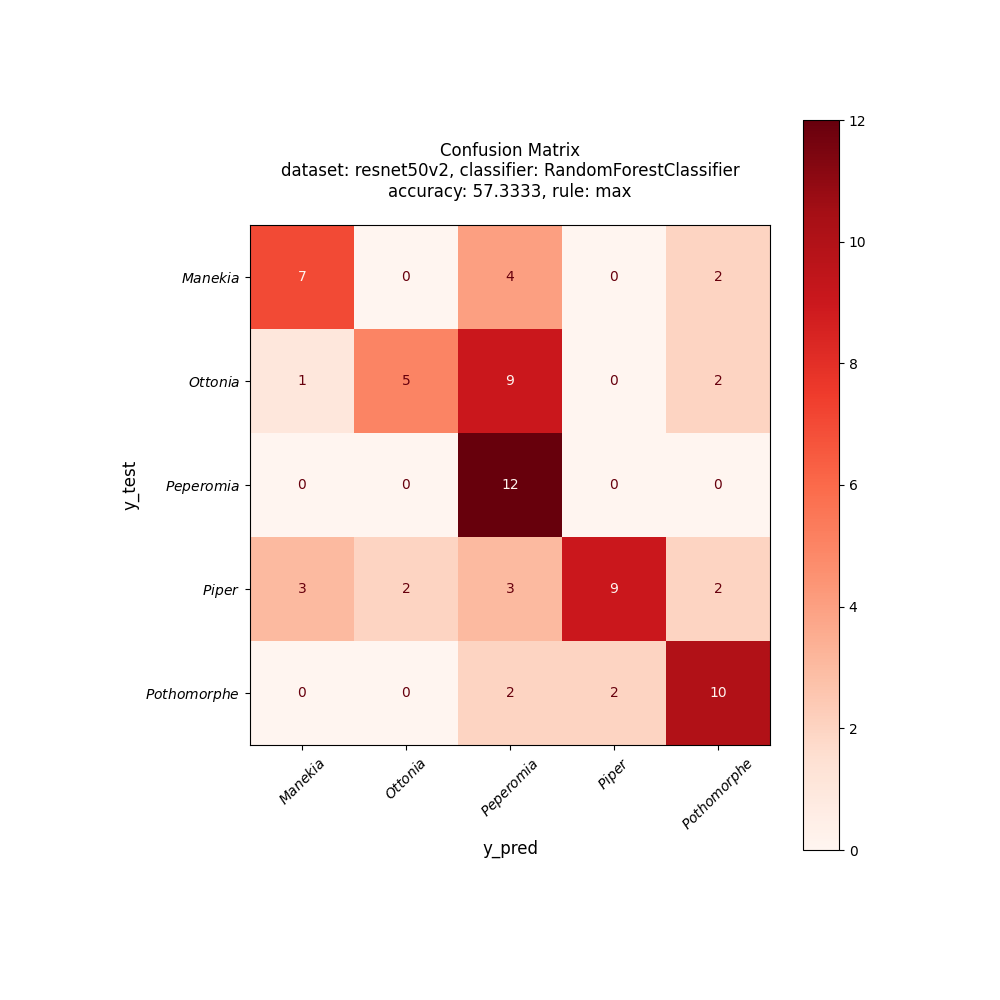 Confusion Matrix
dataset: resnet50v2, classifier: RandomForestClassifier
accuracy: 57.3333, rule: max
y_test
Manekia 7 0 4 0 2
Ottonia 1 5 9 0 2
Peperomia 0 0 12 0 0
Piper 3 2 3 9 2
Pothomorphe 0 0 2 2 10
Manekia Ottonia Peperomia Piper Pothomorphe
y_pred
12
10
8
6
4
2
0